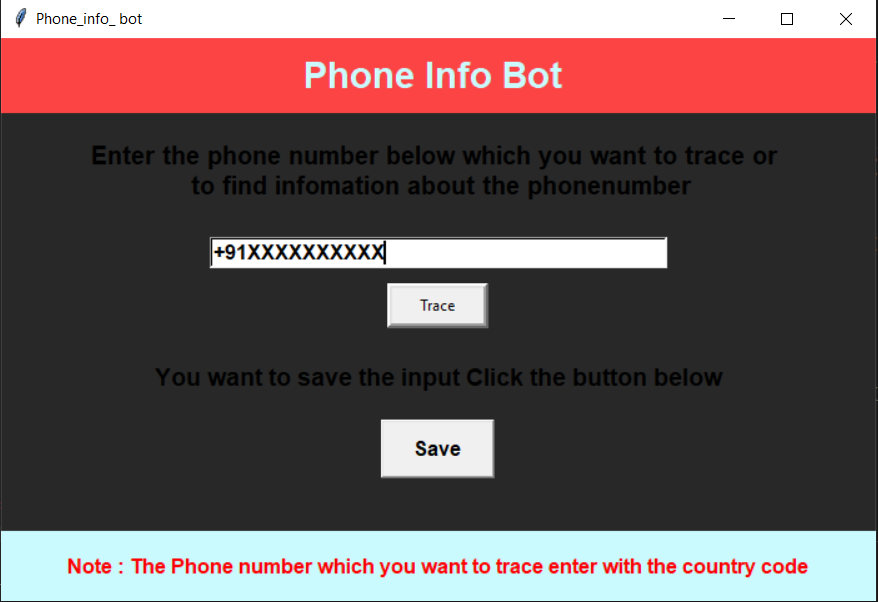 Phone_info_ bot
Phone Info Bot
Enter the phone number below which you want to trace or
to find infomation about the phonenumber
+91XXXXXXXXXX
Trace
You want to save the input Click the button below
Save
Note : The Phone number which you want to trace enter with the country code